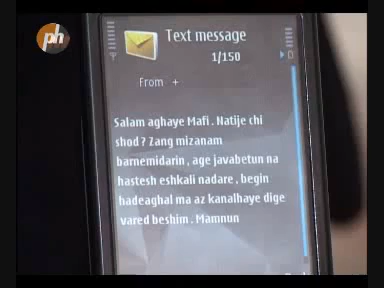 ph
Text message
1/150
From +
Salam aghaye Mafi . Natije chi
shod ? Zang mizanam
barnemidarin , age javabetun na
hastesh eshkali nadare , begin
hadeaghal ma az kanalhaye dige
vared beshim . Mamnun